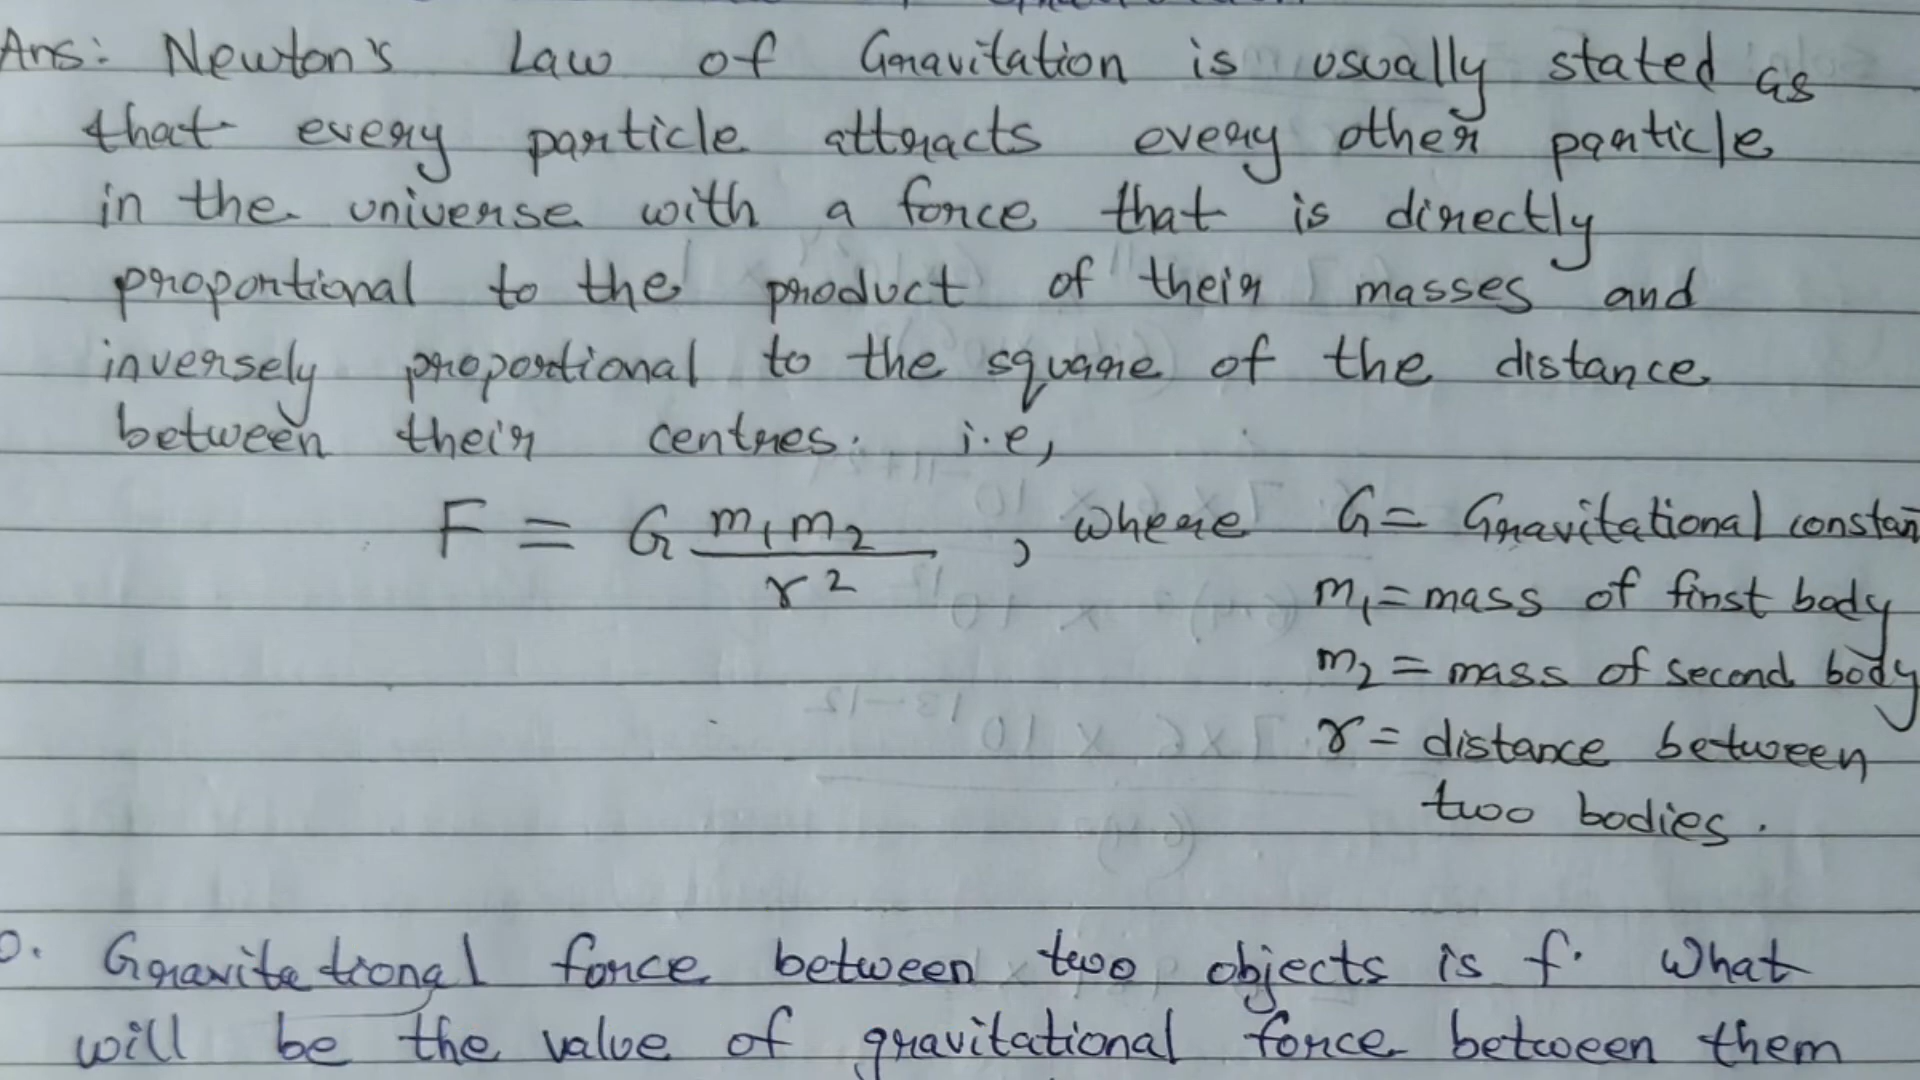 Ans: Newton's Law of Gravitation is usually stated as
that every particle attracts every other particle
in the universe with a force that is directly
proportional to the product of their masses and
inversely proportional to the square of the distance
between their centres. i.e,
F = G m₁m₂ / r² , where G = Gravitational constan
m₁ = mass of first body
m₂ = mass of second body
r = distance between
two bodies.
Gravitational force between two objects is f. What
will be the value of gravitational force between them